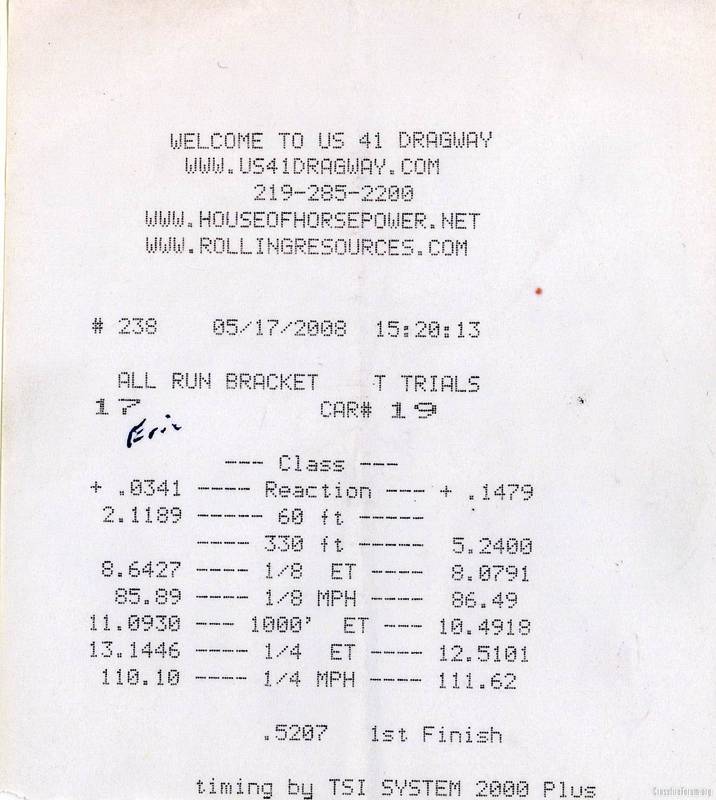 WELCOME TO US 41 DRAGWAY
WWW.US41DRAGWAY.COM
219-285-2200
WWW.HOUSEOFHORSEPOWER.NET
WWW.ROLLINGRESOURCES.COM
# 238 05/17/2008 15:20:13
ALL RUN BRACKET T TRIALS
17 CAR# 19
Eric
--- Class ---
+ .0341 ---- Reaction --- + .1479
2.1189 ----- 60 ft -----
---- 330 ft ----- 5.2400
8.6427 ---- 1/8 ET ---- 8.0791
85.89 ---- 1/8 MPH ---- 86.49
11.0930 --- 1000' ET --- 10.4918
13.1446 ---- 1/4 ET ---- 12.5101
110.10 ---- 1/4 MPH ---- 111.62
.5207 1st Finish
timing by TSI SYSTEM 2000 Plus
CrossfireForum.org